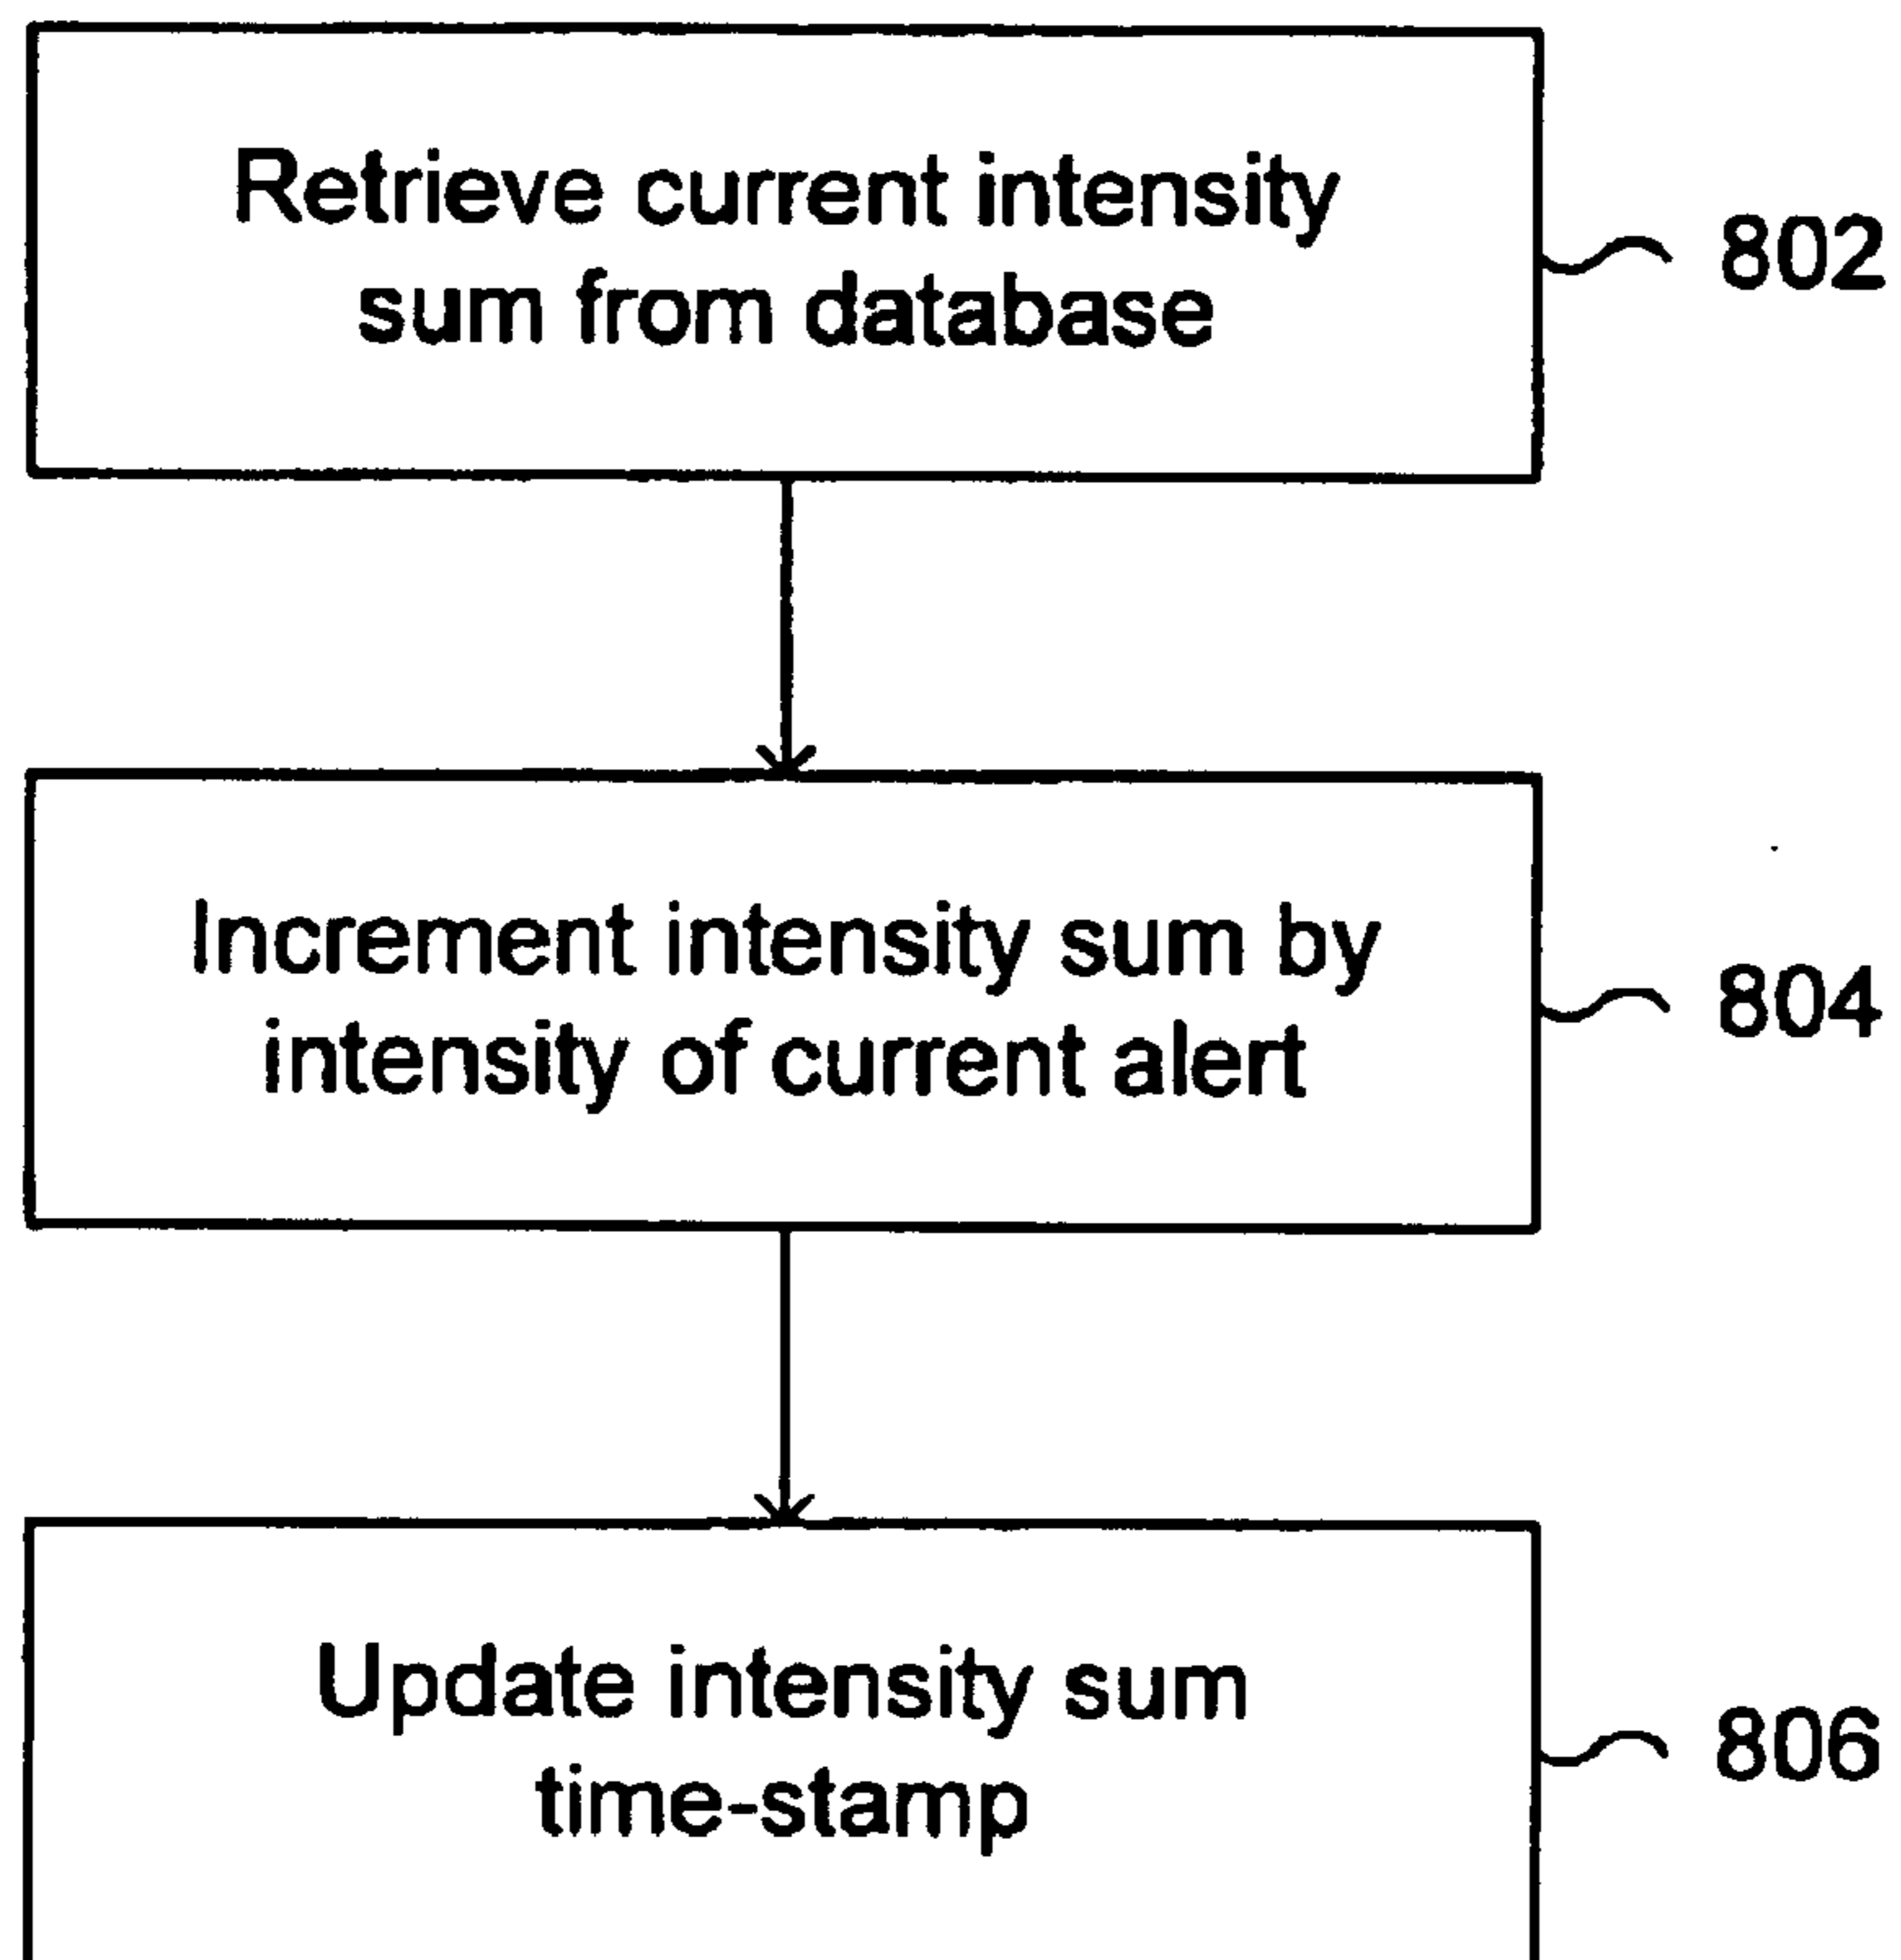 Retrieve current intensity
sum from database
802
Increment intensity sum by
intensity of current alert
804
Update intensity sum
time-stamp
806